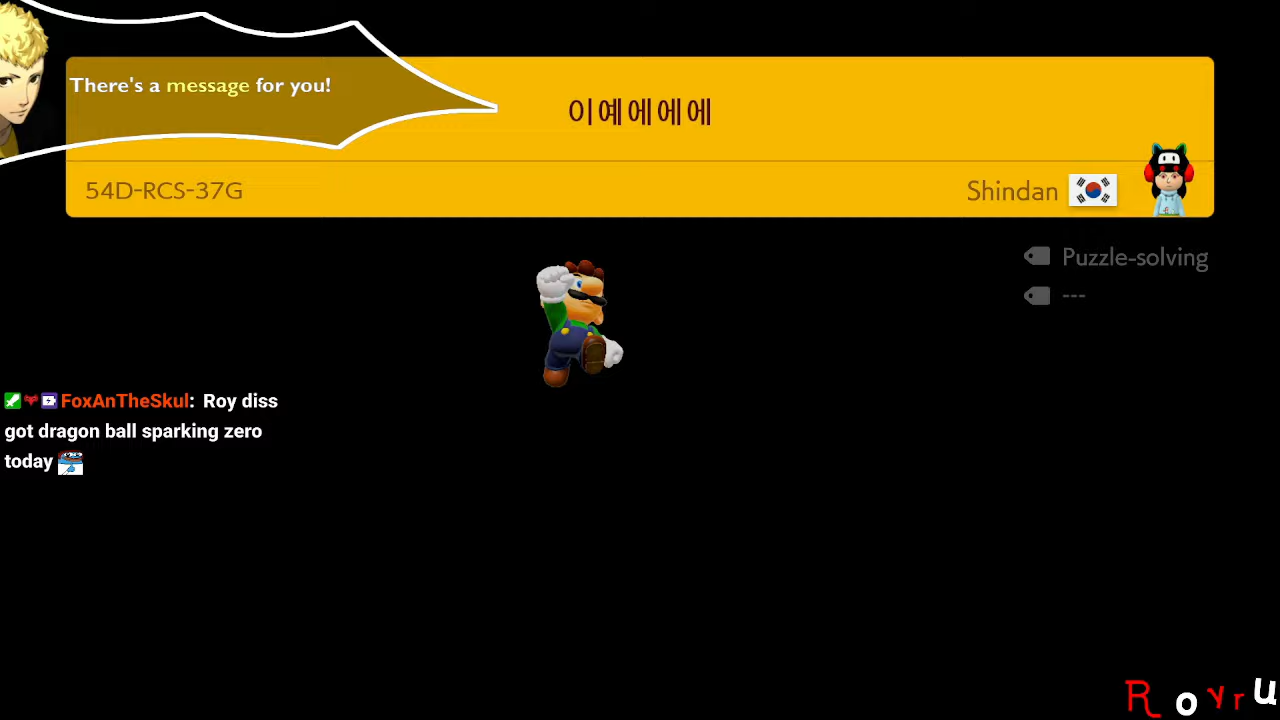 There's a message for you!
이예에에에
54D-RCS-37G
Shindan
Puzzle-solving
---
FoxAnTheSkul: Roy diss
got dragon ball sparking zero
today
Royru